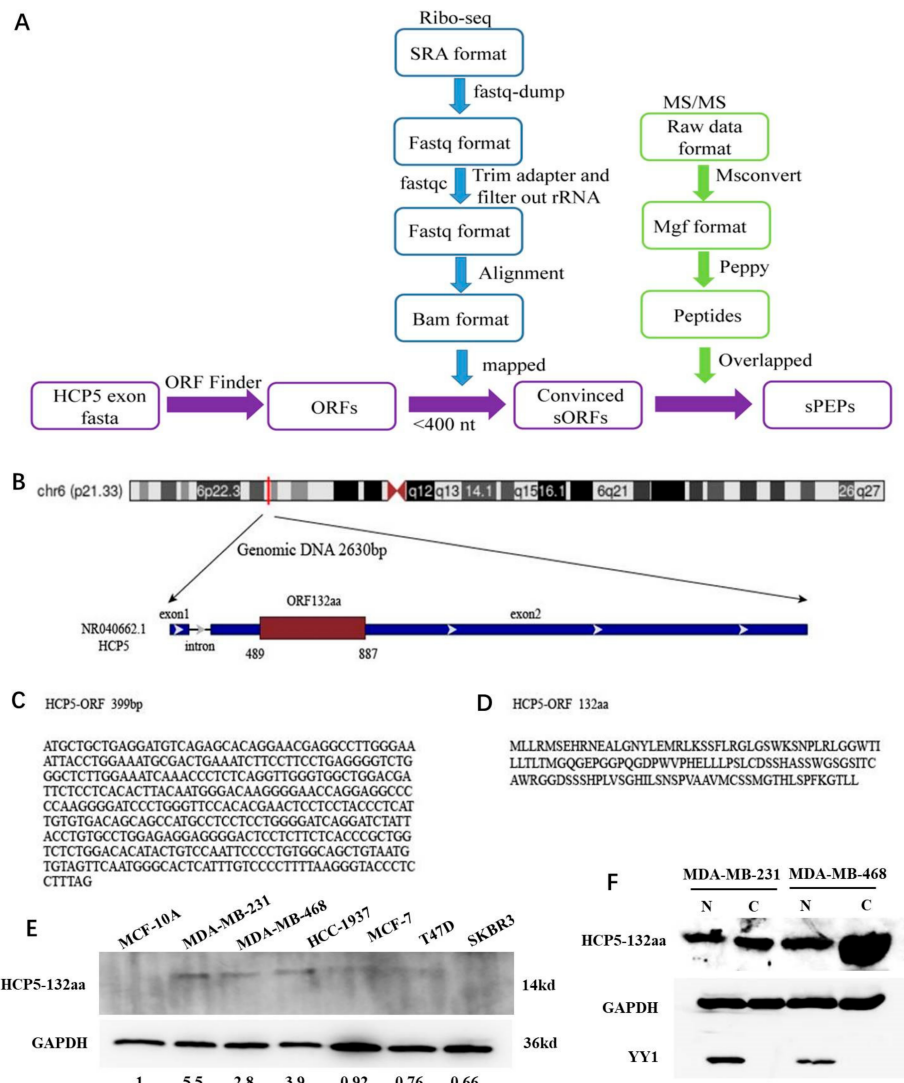 A
Ribo-seq
SRA format
fastq-dump
Fastq format
fastqc
Trim adapter and
filter out rRNA
Fastq format
Alignment
Bam format
mapped
MS/MS
Raw data
format
Msconvert
Mgf format
Peppy
Peptides
Overlapped
HCP5 exon
fasta
ORF Finder
ORFs
<400 nt
Convinced
sORFs
sPEPs
B
chr6 (p21.33)
6p22.3 q12 q13 14.1 q15 16.1 6q21 26 q27
Genomic DNA 2630bp
NR040662.1
HCP5
exon1
intron
ORF132aa
exon2
489
887
C HCP5-ORF 399bp
ATGCTGCTGAGGATGTCAGAGCACAGGAACGAGGCCTTGGGAA
ATTACCTGGAAATGCGACTGAAATCTTCCTTCCTGAGGGGTCTG
GGCTCTTGGAAATCAAACCCTCTCAGGTTGGGTGGCTGGACGA
TTCTCCTCACACTTACAATGGGACAAGGGGAACCAGGAGGCCC
CCAAGGGGATCCCTGGGTTCCACACGAACTCCTCCTACCCTCAT
TGTGTGACAGCAGCCATGCCTCCTCCTGGGGATCAGGATCTATT
ACCTGTGCCTGGAGAGGAGGGGACTCCTCTTCTCACCCGCTGG
TCTCTGGACACATACTGTCCAATTCCCCTGTGGCAGCTGTAATG
TGTAGTTCAATGGGCACTCATTTGTCCCCTTTTAAGGGTACCCTC
CTTTAG
D HCP5-ORF 132aa
MLLRMSEHRNEALGNYLEMRLKSSFLRGLGSWKSNPLRLGGWTI
LLTLTMGQGEPGGPQGDPWVPHELLLPSLCDSSHASSWGSGSITC
AWRGGDSSSHPLVSGHILSNSPVAAVMCSSMGTHLSPFKGTLL
E
MCF-10A MDA-MB-231 MDA-MB-468 HCC-1937 MCF-7 T47D SKBR3
HCP5-132aa 14kd
GAPDH 36kd
1 5.5 2.8 3.9 0.92 0.76 0.66
F
MDA-MB-231 MDA-MB-468
N C N C
HCP5-132aa
GAPDH
YY1